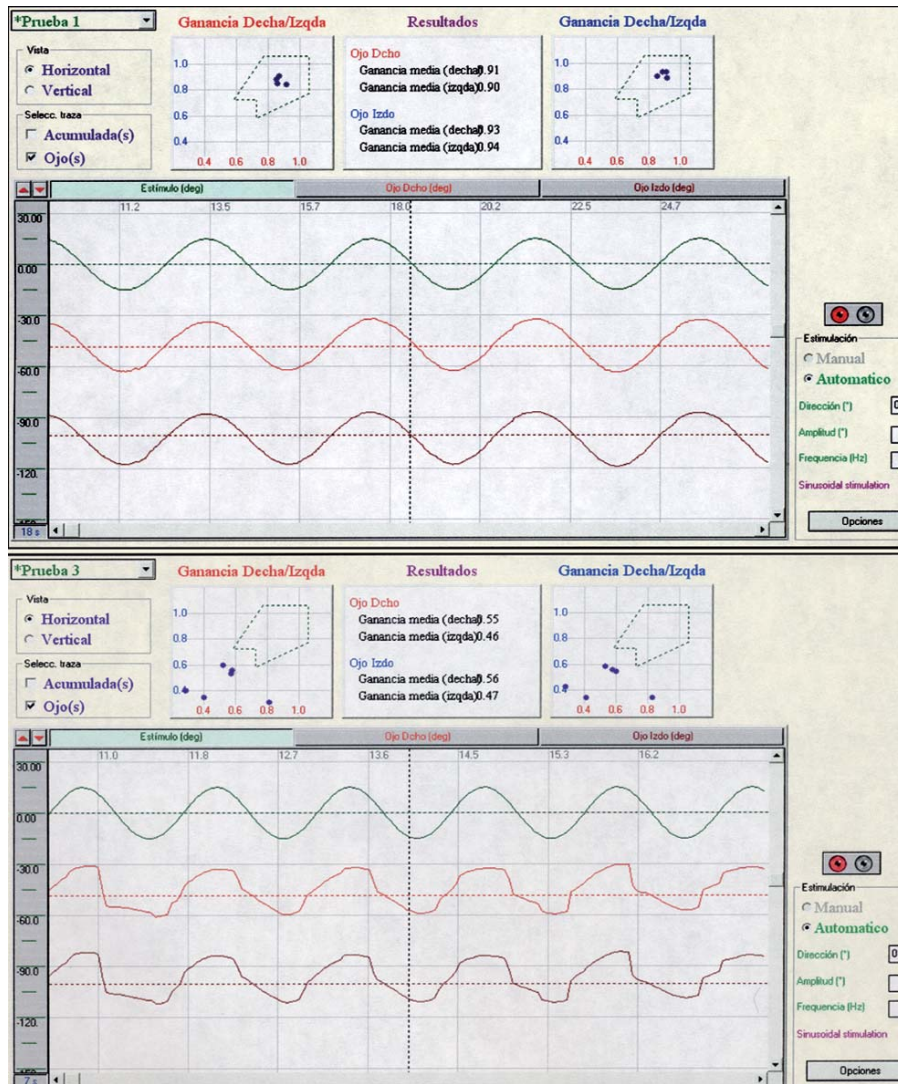 *Prueba 1
Ganancia Decha/Izqda
Resultados
Ganancia Decha/Izqda
Vista
Horizontal
Vertical
Selecc. traza
Acumulada(s)
Ojo(s)
1.0
0.8
0.6
0.4
0.4 0.6 0.8 1.0
Ojo Dcho
Ganancia media (decha) 0.91
Ganancia media (izqda) 0.90
Ojo Izdo
Ganancia media (decha) 0.93
Ganancia media (izqda) 0.94
1.0
0.8
0.6
0.4
0.4 0.6 0.8 1.0
Estímulo (deg)
Ojo Dcho (deg)
Ojo Izdo (deg)
11.2 13.5 15.7 18.0 20.2 22.5 24.7
30.00
0.00
-30.0
-60.0
-90.0
-120.
18 s
Estimulación
Manual
Automatico
Dirección (°)
0
Amplitud (°)
Frequencia (Hz)
Sinusoidal stimulation
Opciones
*Prueba 3
Ganancia Decha/Izqda
Resultados
Ganancia Decha/Izqda
Vista
Horizontal
Vertical
Selecc. traza
Acumulada(s)
Ojo(s)
1.0
0.8
0.6
0.4
0.4 0.6 0.8 1.0
Ojo Dcho
Ganancia media (decha) 0.55
Ganancia media (izqda) 0.46
Ojo Izdo
Ganancia media (decha) 0.56
Ganancia media (izqda) 0.47
1.0
0.8
0.6
0.4
0.4 0.6 0.8 1.0
Estímulo (deg)
Ojo Dcho (deg)
Ojo Izdo (deg)
11.0 11.8 12.7 13.6 14.5 15.3 16.2
30.00
0.00
-30.0
-60.0
-90.0
-120.
7 s
Estimulación
Manual
Automatico
Dirección (°)
0
Amplitud (°)
Frequencia (Hz)
Sinusoidal stimulation
Opciones